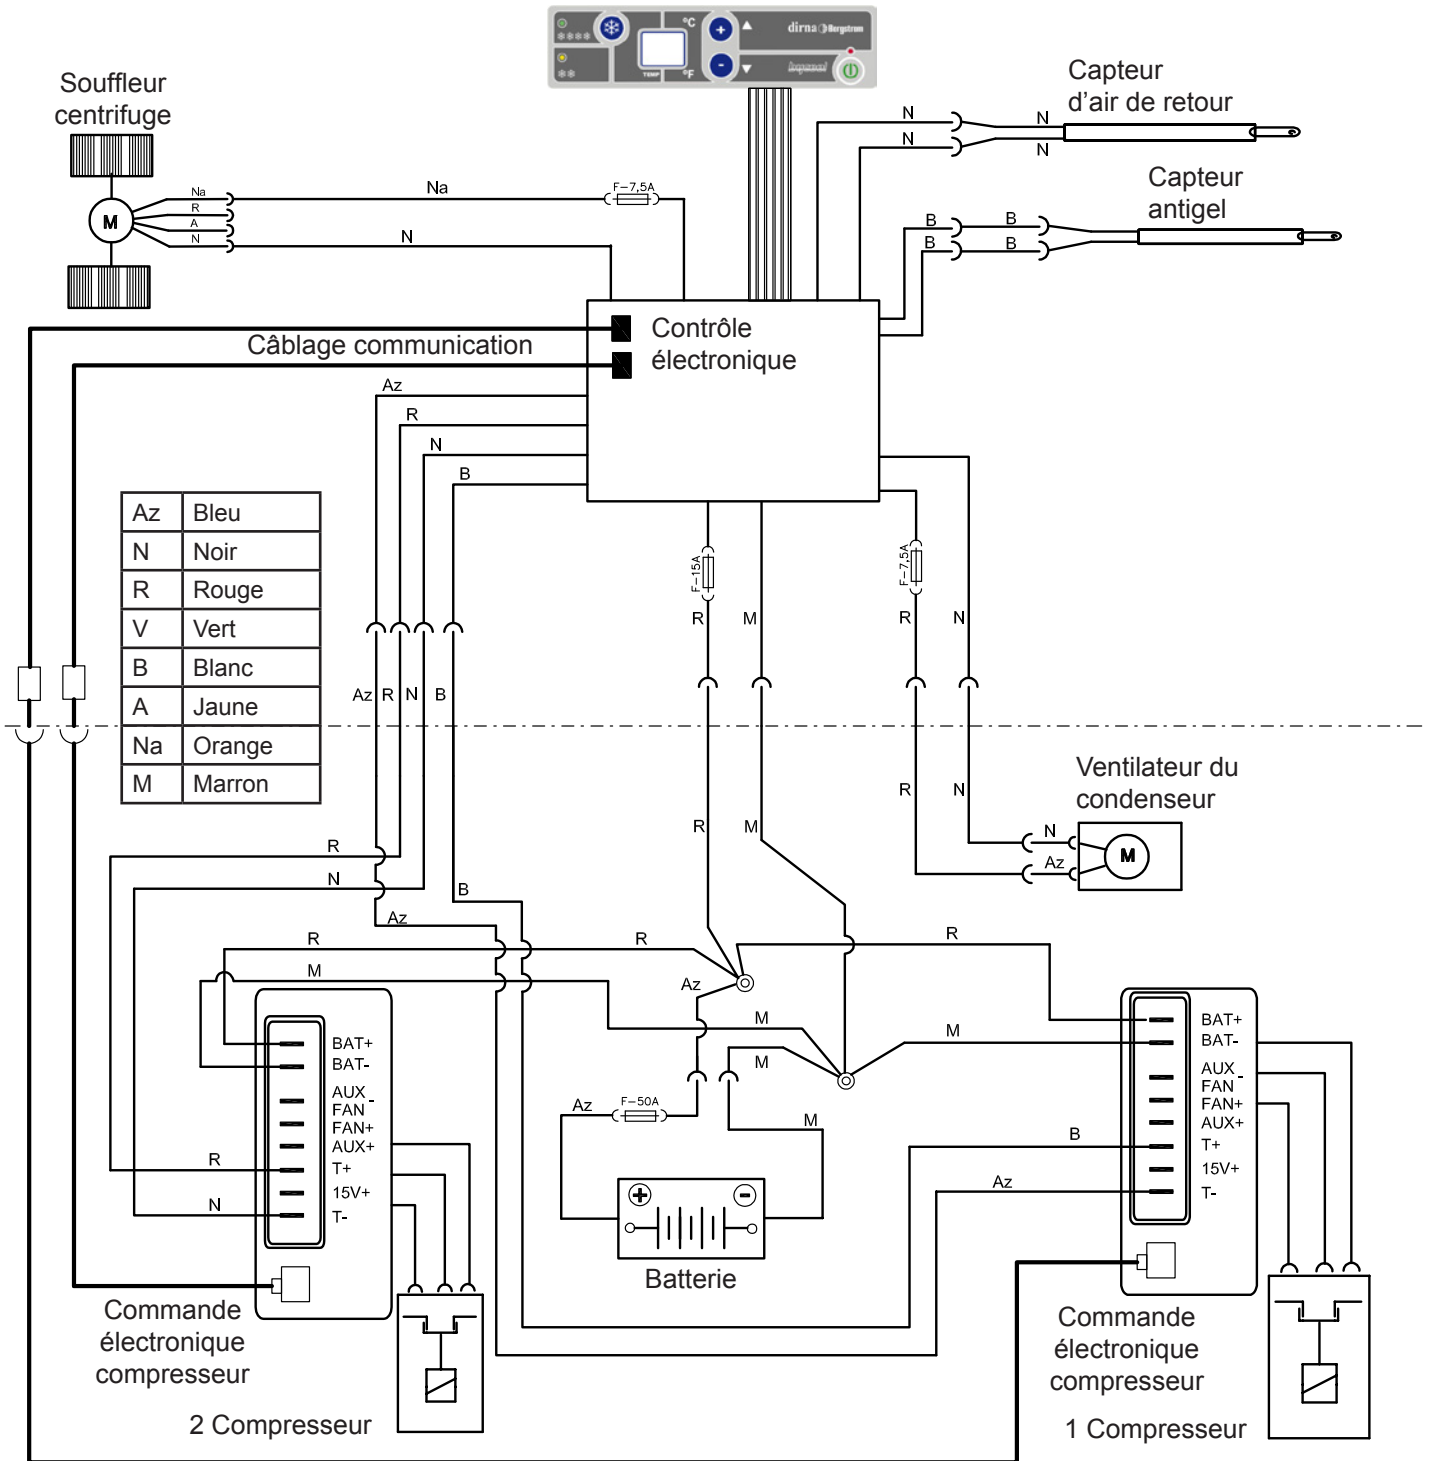 °C
dirna Bergstrom
TEMP
°F
Souffleur
centrifuge
Capteur
d'air de retour
N
N
N
N
Capteur
antigel
B
B
B
B
Na
R
A
N
M
Na
F-7,5A
N
Contrôle
électronique
Câblage communication
Az
R
N
B
Az Bleu
N Noir
R Rouge
V Vert
B Blanc
A Jaune
Na Orange
M Marron
F-15A
F-7,5A
R
M
R
N
Az
R
N
B
R
M
R
N
Ventilateur du
condenseur
N
Az
M
R
N
B
Az
R
R
R
M
Az
M
M
M
BAT+
BAT-
AUX
FAN -
FAN+
AUX+
T+
15V+
T-
R
N
Az
F-50A
M
+
-
Batterie
B
Az
BAT+
BAT-
AUX
FAN -
FAN+
AUX+
T+
15V+
T-
Commande
électronique
compresseur
2 Compresseur
Commande
électronique
compresseur
1 Compresseur